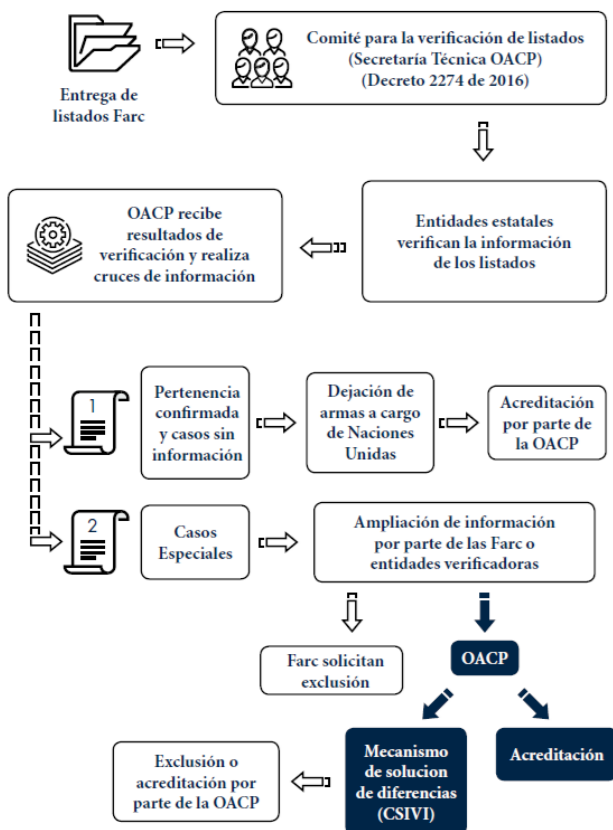 Entrega de
listados Farc
Comité para la verificación de listados
(Secretaría Técnica OACP)
(Decreto 2274 de 2016)
Entidades estatales
verifican la información
de los listados
OACP recibe
resultados de
verificación y realiza
cruces de información
1
Pertenencia
confirmada
y casos sin
información
Dejación de
armas a cargo
de Naciones
Unidas
Acreditación
por parte de
la OACP
2
Casos
Especiales
Ampliación de información
por parte de las Farc o
entidades verificadoras
Farc solicitan
exclusión
OACP
Mecanismo
de solucion
de diferencias
(CSIVI)
Acreditación
Exclusión o
acreditación por
parte de la OACP